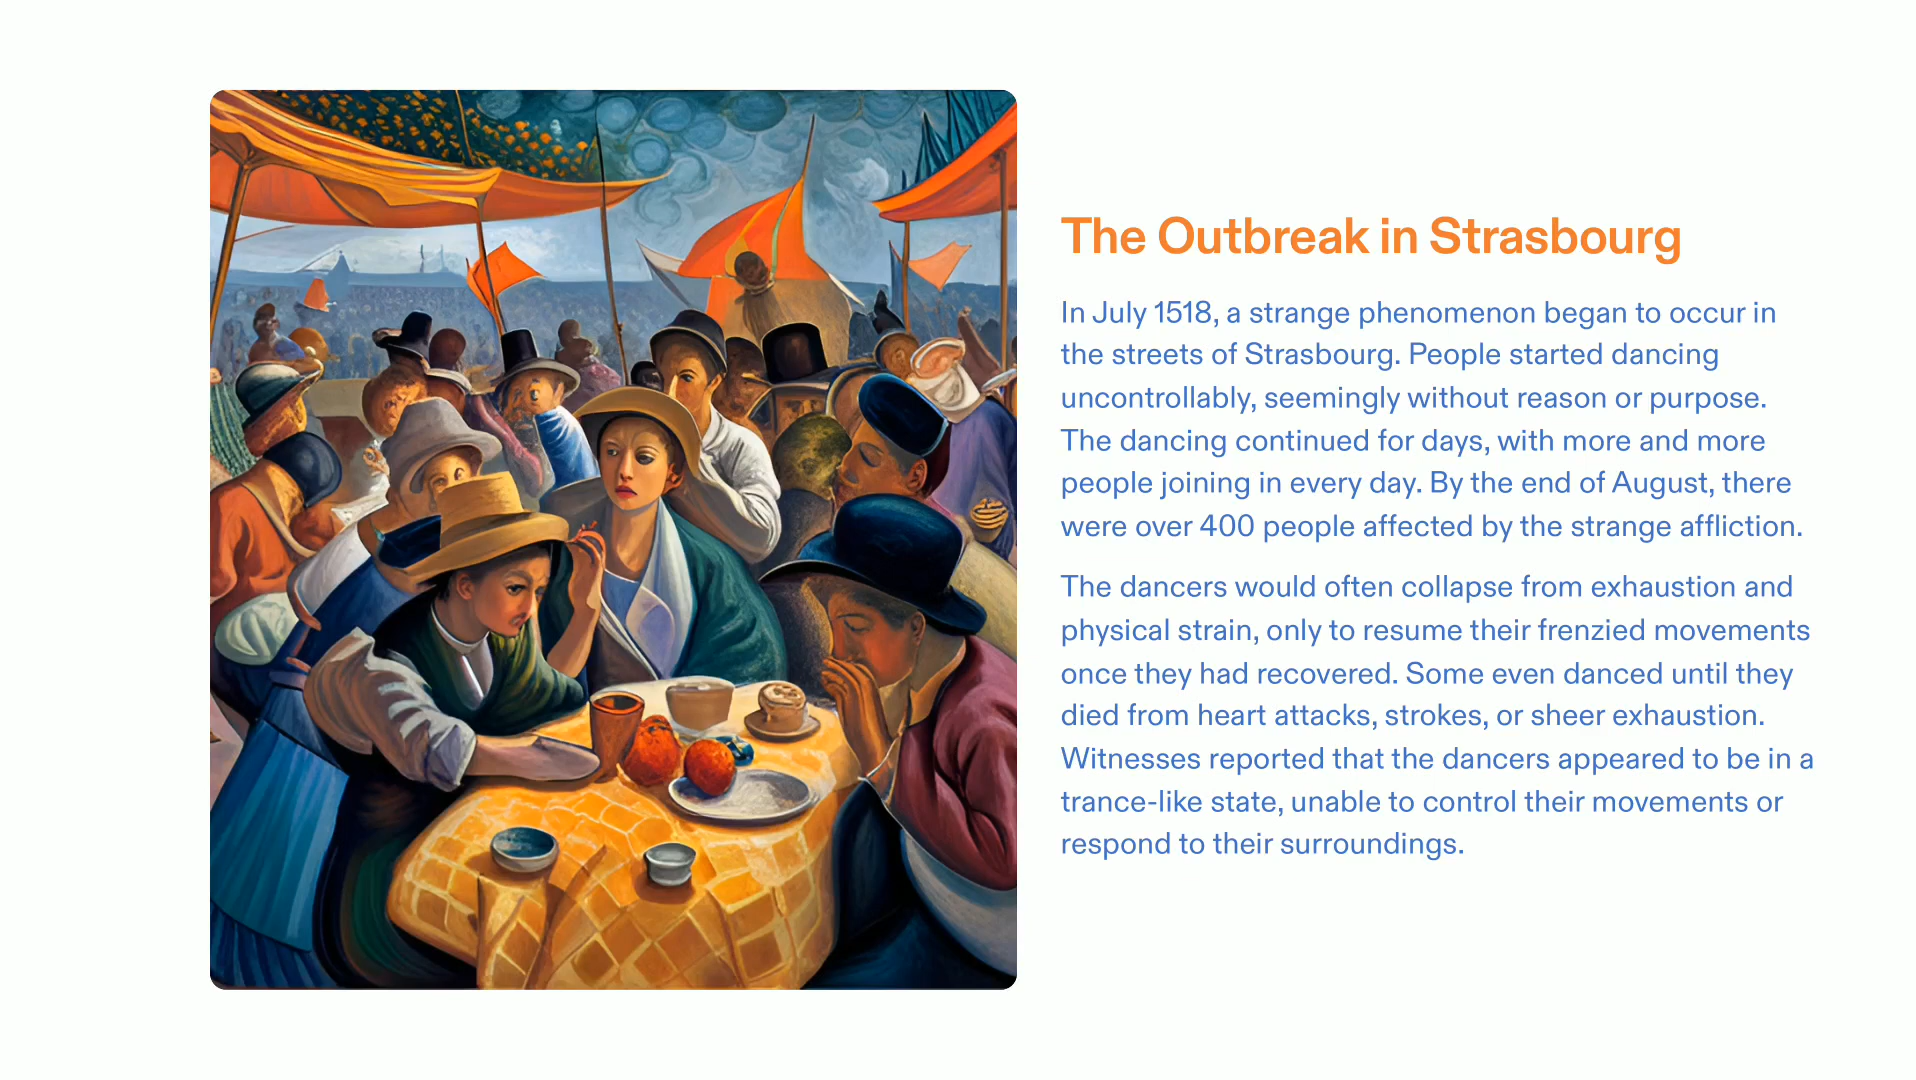 The Outbreak in Strasbourg
In July 1518, a strange phenomenon began to occur in
the streets of Strasbourg. People started dancing
uncontrollably, seemingly without reason or purpose.
The dancing continued for days, with more and more
people joining in every day. By the end of August, there
were over 400 people affected by the strange affliction.
The dancers would often collapse from exhaustion and
physical strain, only to resume their frenzied movements
once they had recovered. Some even danced until they
died from heart attacks, strokes, or sheer exhaustion.
Witnesses reported that the dancers appeared to be in a
trance-like state, unable to control their movements or
respond to their surroundings.